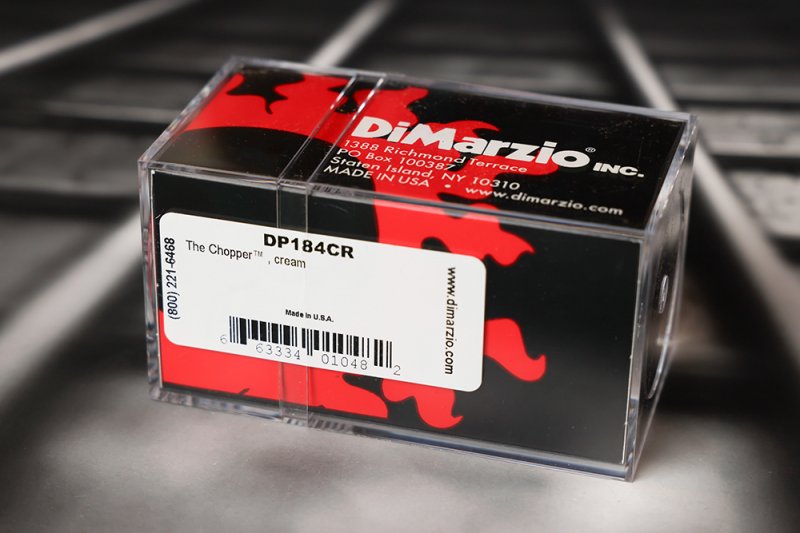 DiMarzio® INC.
1388 Richmond Terrace
PO Box 100387
Staten Island, NY 10310
MADE IN USA • www.dimarzio.com
DP184CR
The Chopper™ , cream
(800) 221-6468
www.dimarzio.com
Made in U.S.A.
6 63334 01048 2